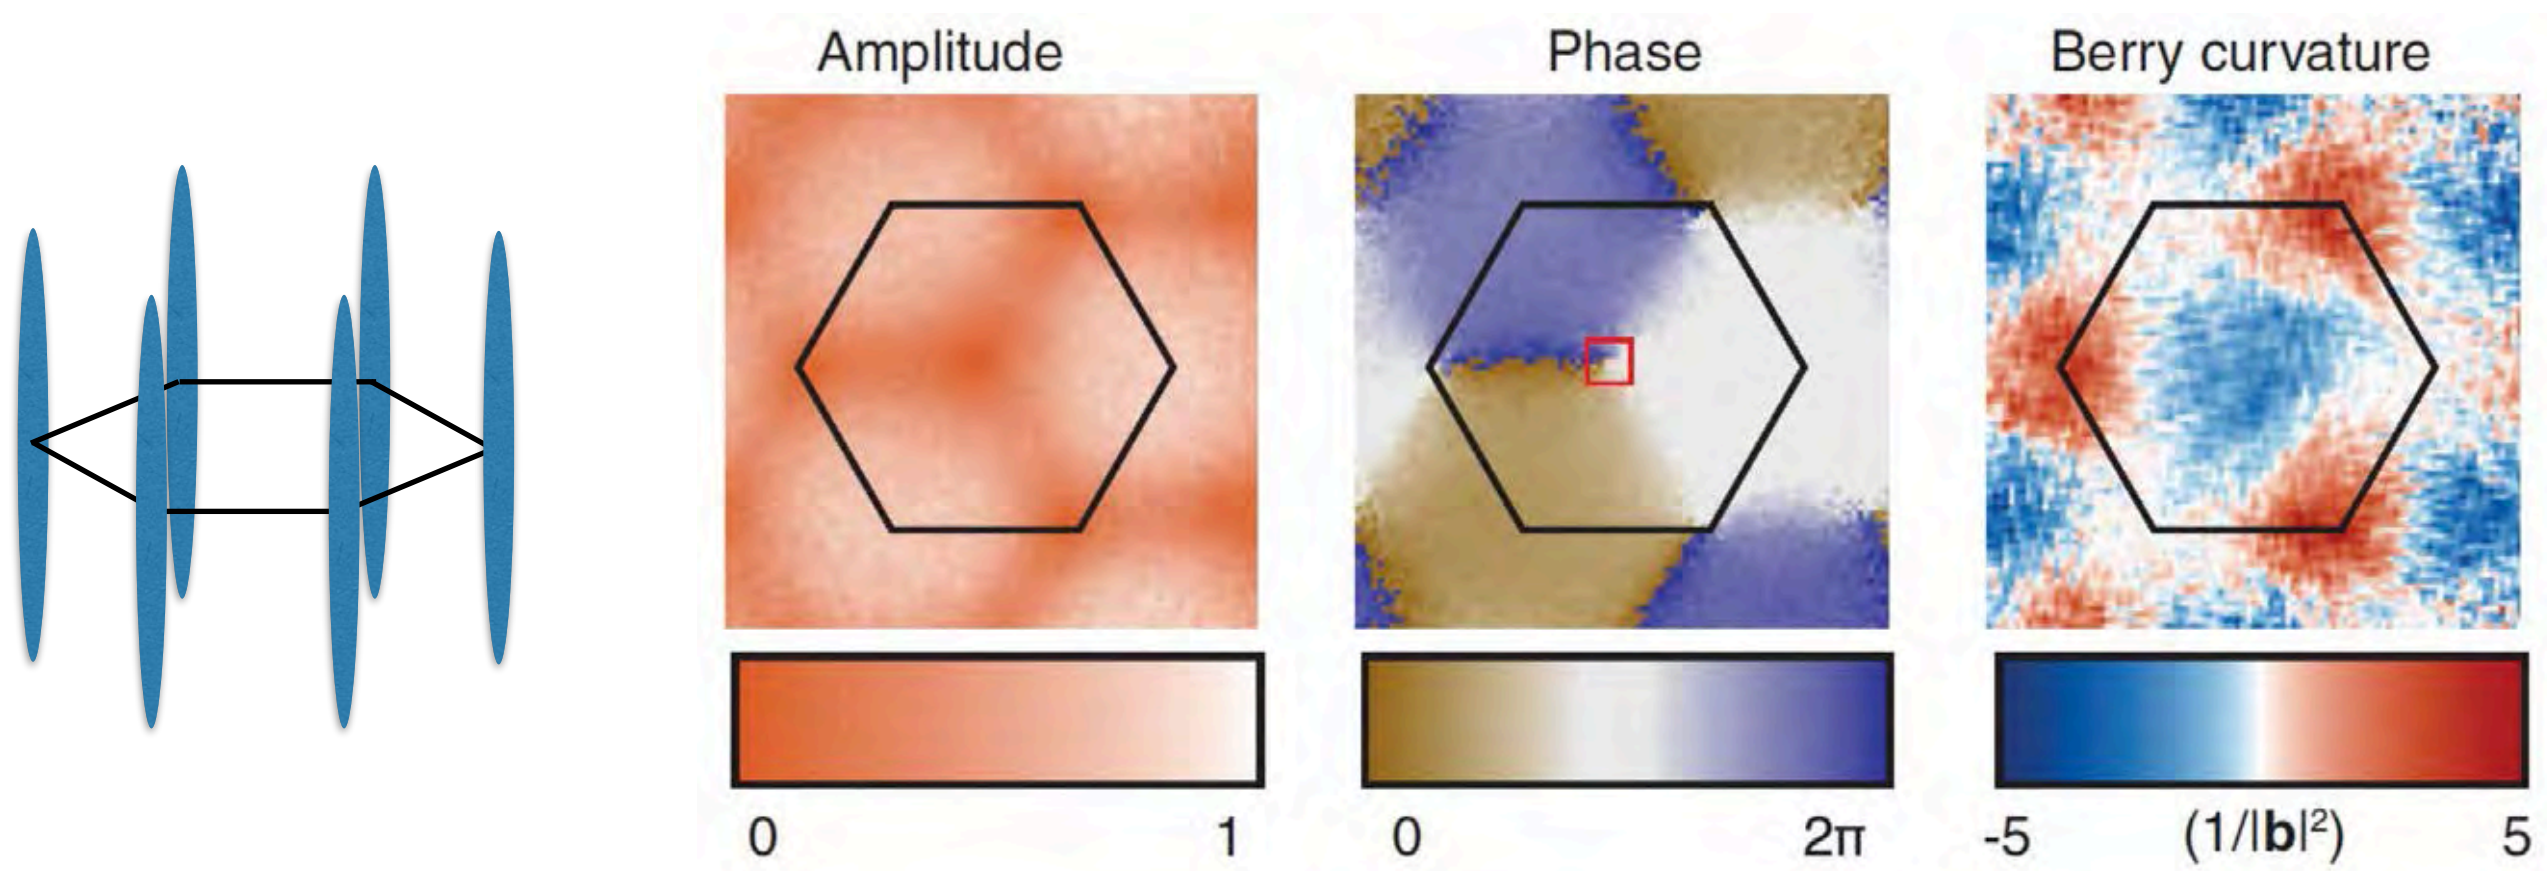 Amplitude
Phase
Berry curvature
0
1
0
2π
-5
(1/|b|²)
5